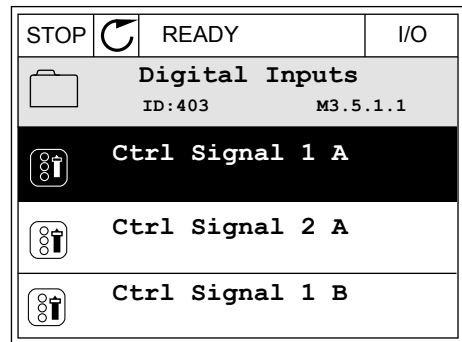 STOP READY I/O
Digital Inputs
ID:403 M3.5.1.1
Ctrl Signal 1 A
Ctrl Signal 2 A
Ctrl Signal 1 B